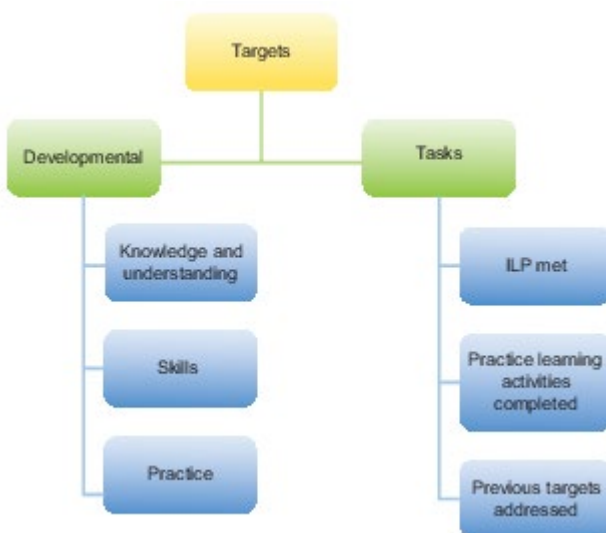 Targets
Developmental
Tasks
Knowledge and
understanding
Skills
Practice
ILP met
Practice learning
activities
completed
Previous targets
addressed